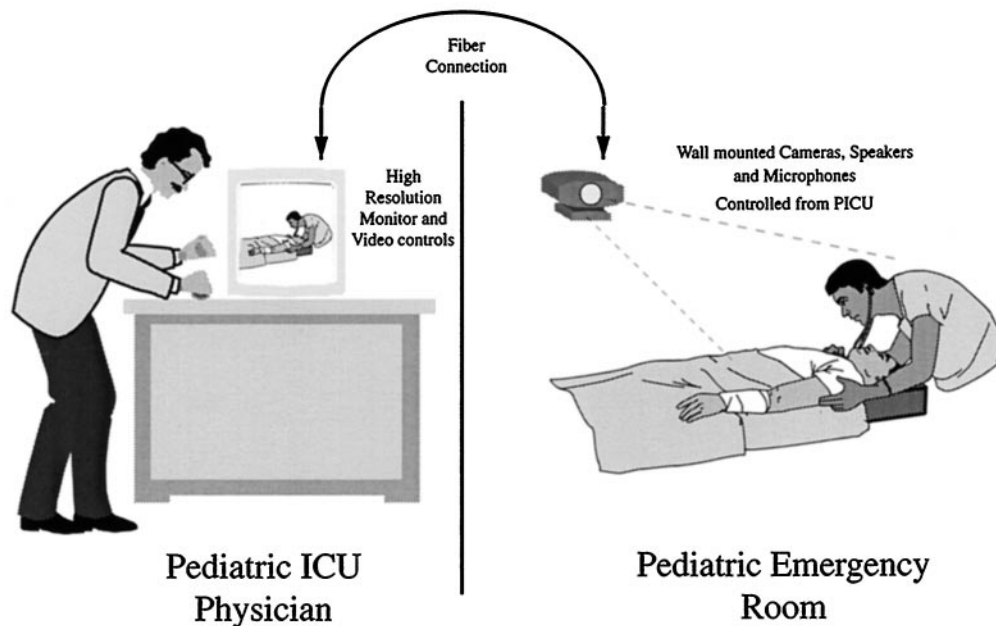 Fiber
Connection
High
Resolution
Monitor and
Video controls
Wall mounted Cameras, Speakers
and Microphones
Controlled from PICU
Pediatric ICU
Physician
Pediatric Emergency
Room